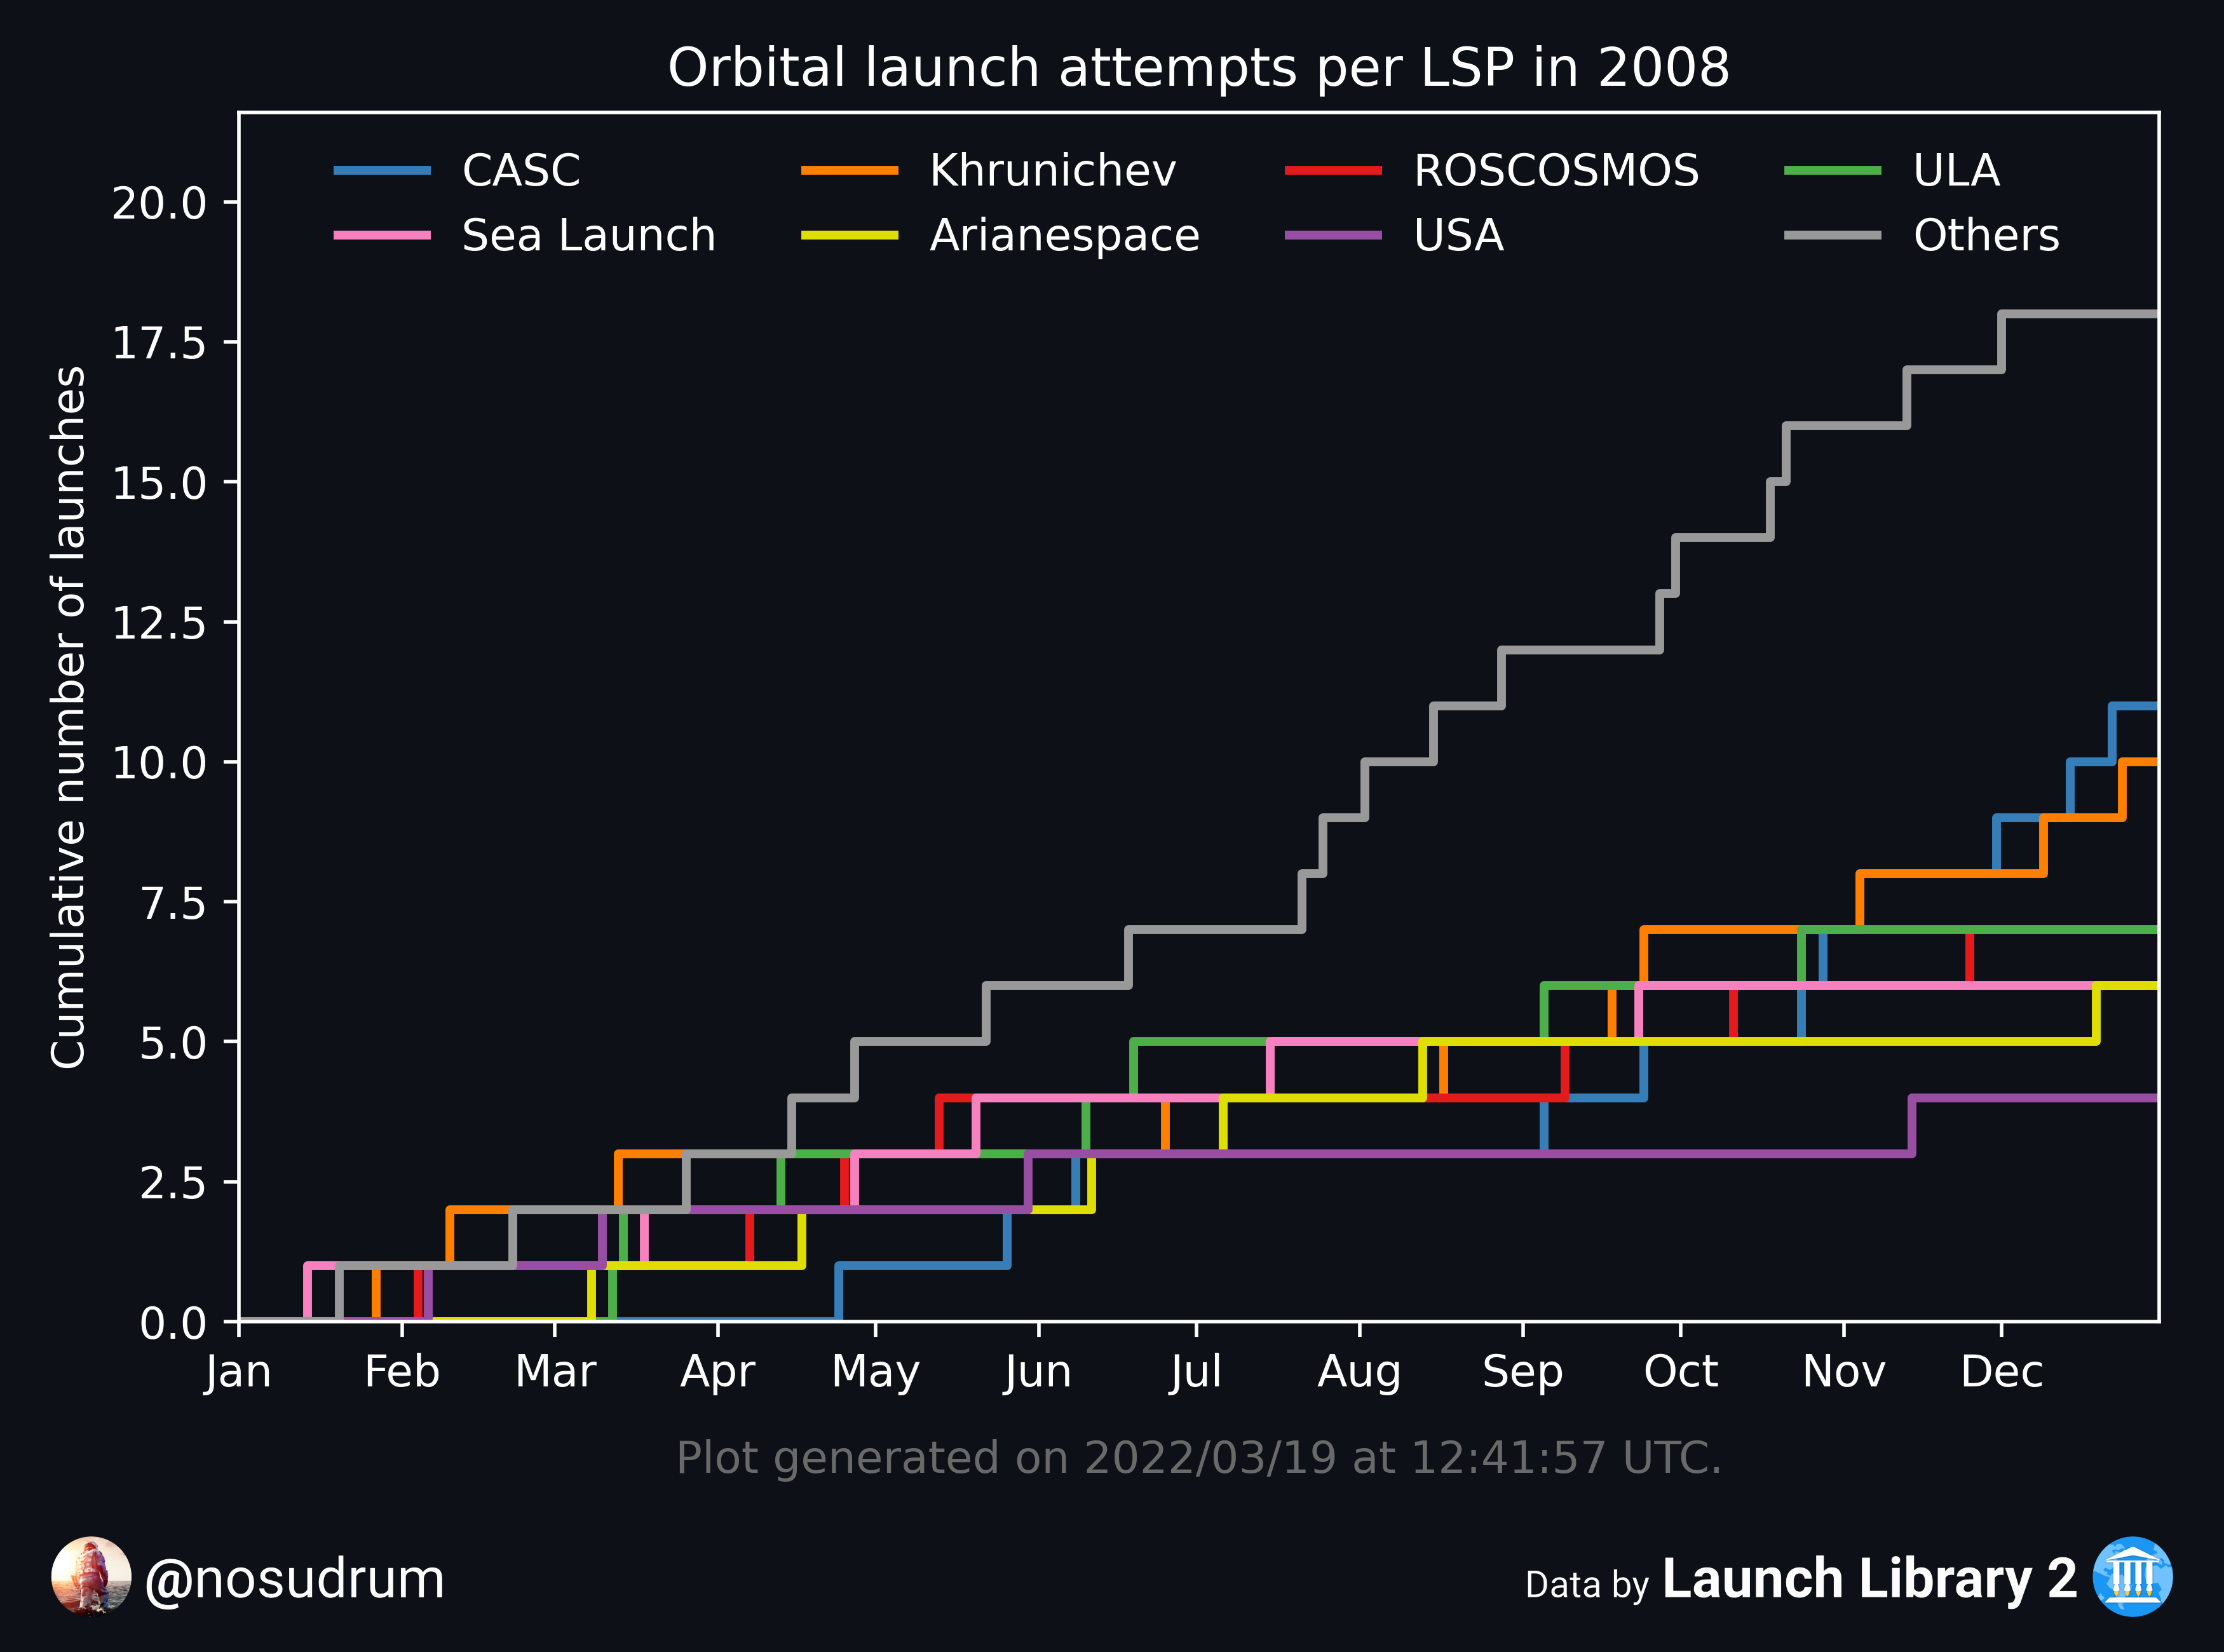 Orbital launch attempts per LSP in 2008
CASC Khrunichev ROSCOSMOS ULA
Sea Launch Arianespace USA Others
Cumulative number of launches
20.0
17.5
15.0
12.5
10.0
7.5
5.0
2.5
0.0
Jan Feb Mar Apr May Jun Jul Aug Sep Oct Nov Dec
Plot generated on 2022/03/19 at 12:41:57 UTC.
@nosudrum
Data by Launch Library 2